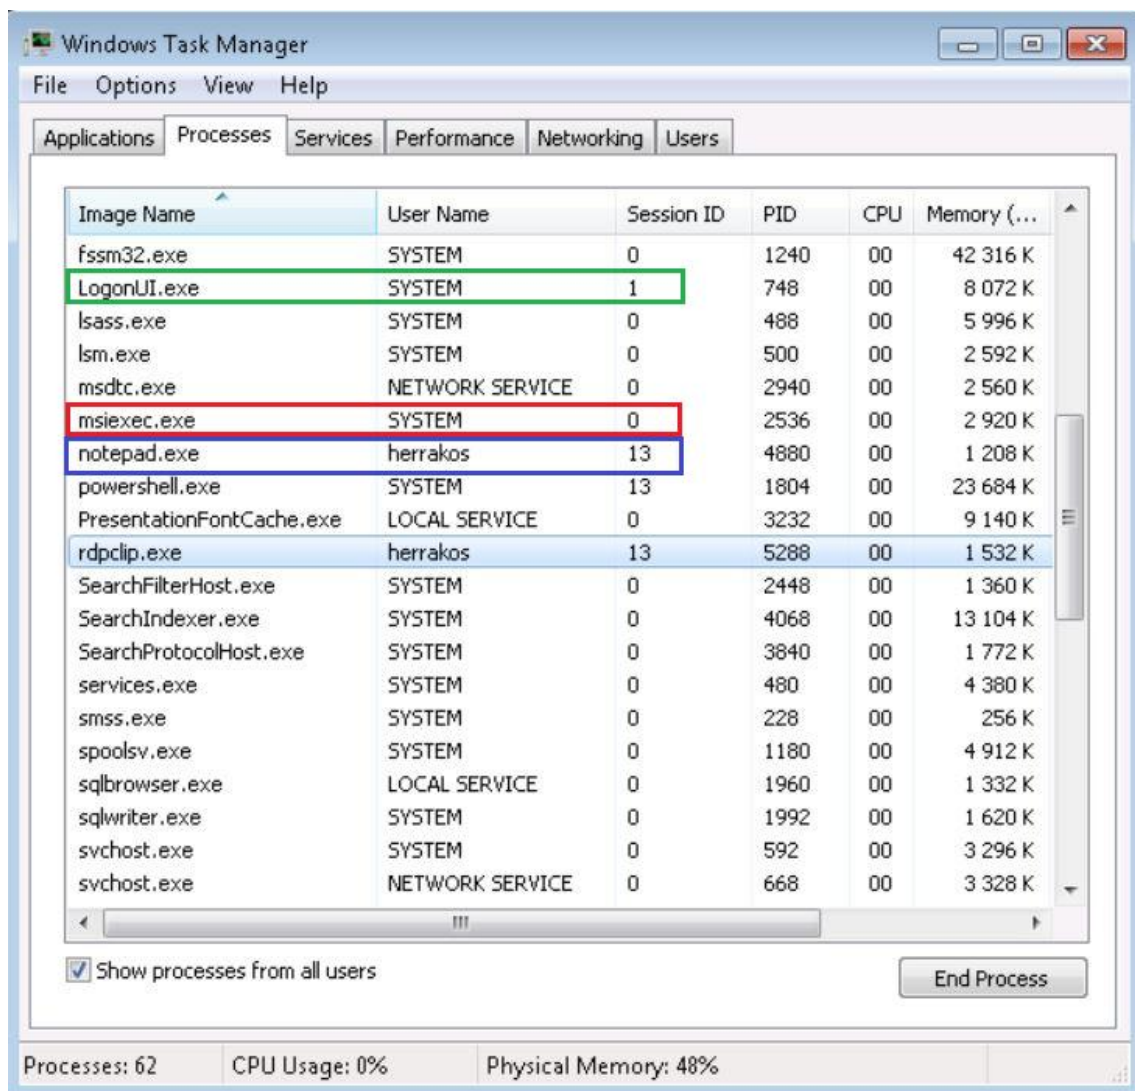 Windows Task Manager
File Options View Help
Applications Processes Services Performance Networking Users
Image Name User Name Session ID PID CPU Memory (...
fssm32.exe SYSTEM 0 1240 00 42 316 K
LogonUI.exe SYSTEM 1 748 00 8 072 K
lsass.exe SYSTEM 0 488 00 5 996 K
lsm.exe SYSTEM 0 500 00 2 592 K
msdtc.exe NETWORK SERVICE 0 2940 00 2 560 K
msiexec.exe SYSTEM 0 2536 00 2 920 K
notepad.exe herrakos 13 4880 00 1 208 K
powershell.exe SYSTEM 13 1804 00 23 684 K
PresentationFontCache.exe LOCAL SERVICE 0 3232 00 9 140 K
rdpclip.exe herrakos 13 5288 00 1 532 K
SearchFilterHost.exe SYSTEM 0 2448 00 1 360 K
SearchIndexer.exe SYSTEM 0 4068 00 13 104 K
SearchProtocolHost.exe SYSTEM 0 3840 00 1 772 K
services.exe SYSTEM 0 480 00 4 380 K
smss.exe SYSTEM 0 228 00 256 K
spoolsv.exe SYSTEM 0 1180 00 4 912 K
sqlbrowser.exe LOCAL SERVICE 0 1960 00 1 332 K
sqlwriter.exe SYSTEM 0 1992 00 1 620 K
svchost.exe SYSTEM 0 592 00 3 296 K
svchost.exe NETWORK SERVICE 0 668 00 3 328 K
Show processes from all users
End Process
Processes: 62 CPU Usage: 0% Physical Memory: 48%